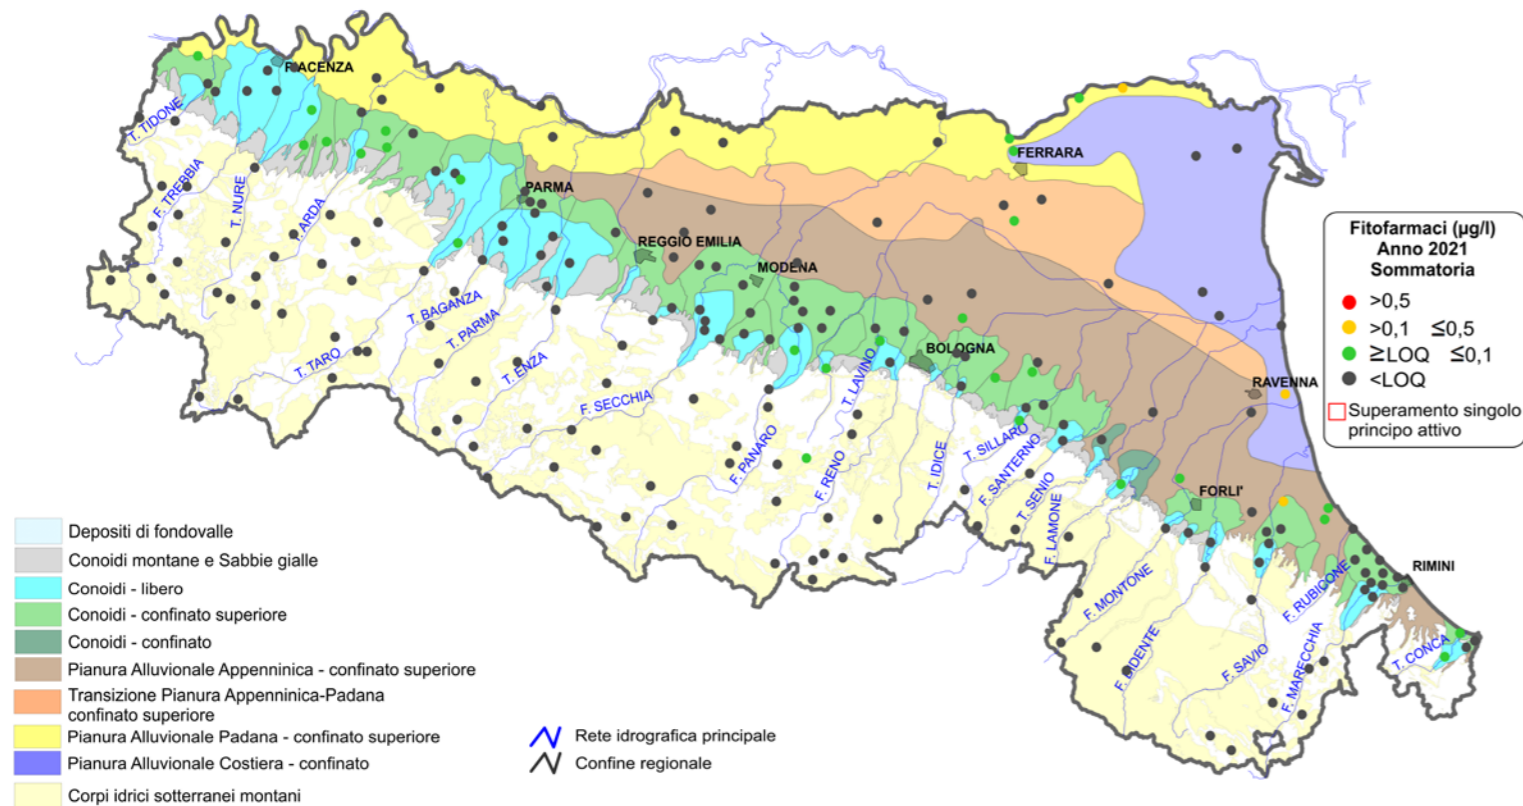 PIACENZA
T. TIDONE
F. TREBBIA
T. NURE
T. ARDA
FERRARA
PARMA
REGGIO EMILIA
MODENA
T. BAGANZA
T. PARMA
T. TARO
T. ENZA
F. SECCHIA
BOLOGNA
T. LAVINO
F. PANARO
F. RENO
T. IDICE
T. SILLARO
F. SANTERNO
T. SENIO
F. LAMONE
RAVENNA
FORLI'
F. MONTONE
F. BIDENTE
F. SAVIO
F. RUBICONE
F. MARECCHIA
RIMINI
T. CONCA
Fitofarmaci (µg/l)
Anno 2021
Sommatoria
>0,5
>0,1 ≤0,5
≥LOQ ≤0,1
<LOQ
Superamento singolo
principo attivo
Depositi di fondovalle
Conoidi montane e Sabbie gialle
Conoidi - libero
Conoidi - confinato superiore
Conoidi - confinato
Pianura Alluvionale Appenninica - confinato superiore
Transizione Pianura Appenninica-Padana
confinato superiore
Pianura Alluvionale Padana - confinato superiore
Pianura Alluvionale Costiera - confinato
Corpi idrici sotterranei montani
Rete idrografica principale
Confine regionale